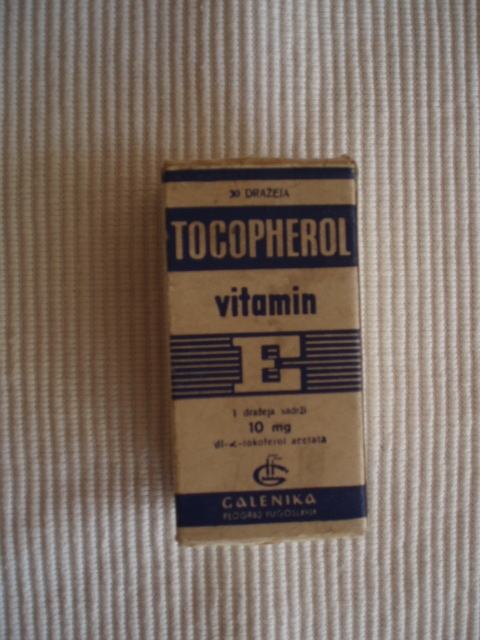 30 DRAŽEJA
TOCOPHEROL
vitamin
E
1 dražeja sadrži
10 mg
dl-α-tokoferol acetata
GALENIKA
BEOGRAD JUGOSLAVIJA